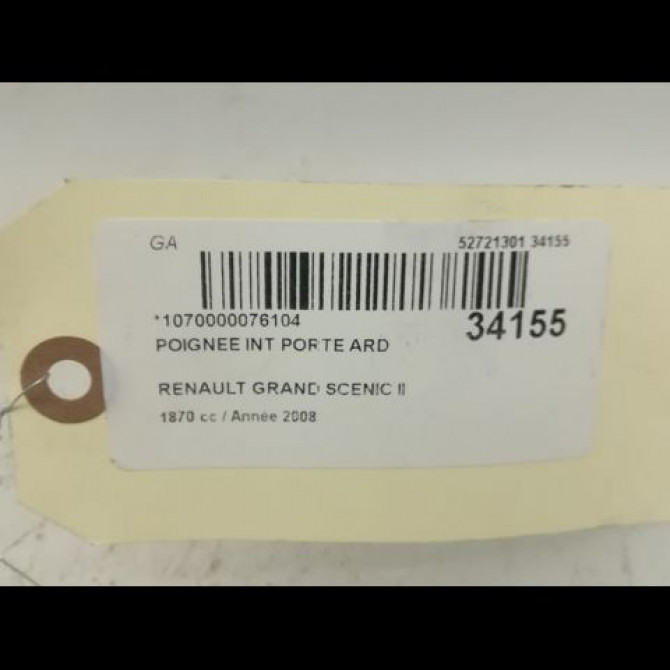 GA 52721301 34155
*1070000076104 34155
POIGNEE INT PORTE ARD
RENAULT GRAND SCENIC II
1870 cc / Année 2008